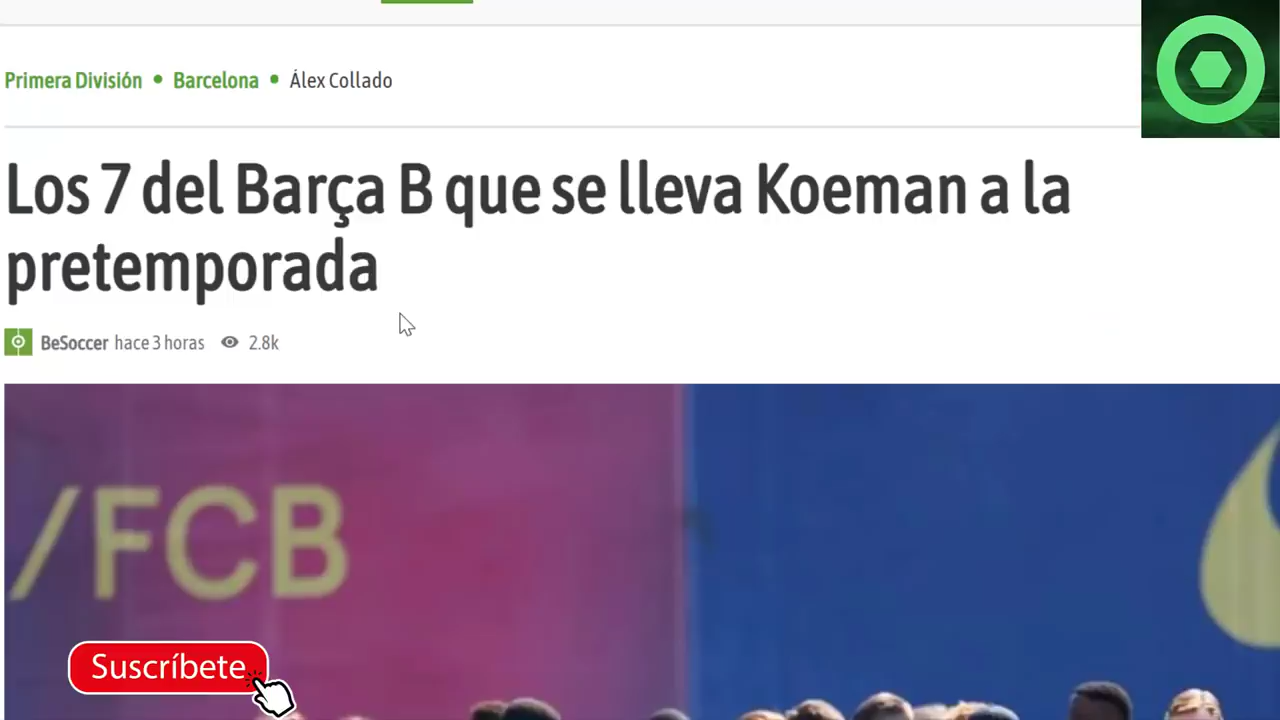 Primera División • Barcelona • Álex Collado
Los 7 del Barça B que se lleva Koeman a la
pretemporada
BeSoccer hace 3 horas 2.8k
/FCB
Suscríbete